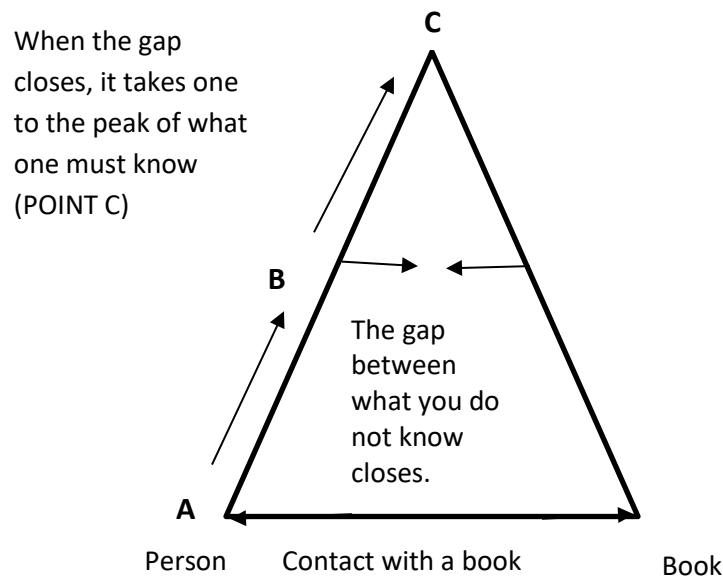 C
When the gap
closes, it takes one
to the peak of what
one must know
(POINT C)
B
The gap
between
what you do
not know
closes.
A
Person Contact with a book Book